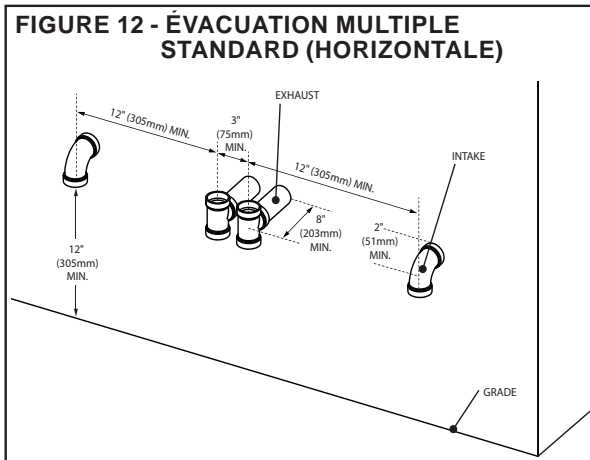 FIGURE 12 - ÉVACUATION MULTIPLE
STANDARD (HORIZONTALE)
EXHAUST
12" (305mm) MIN.
3"
(75mm)
MIN.
12" (305mm) MIN.
INTAKE
8"
(203mm)
MIN.
2"
(51mm)
MIN.
12"
(305mm)
MIN.
GRADE